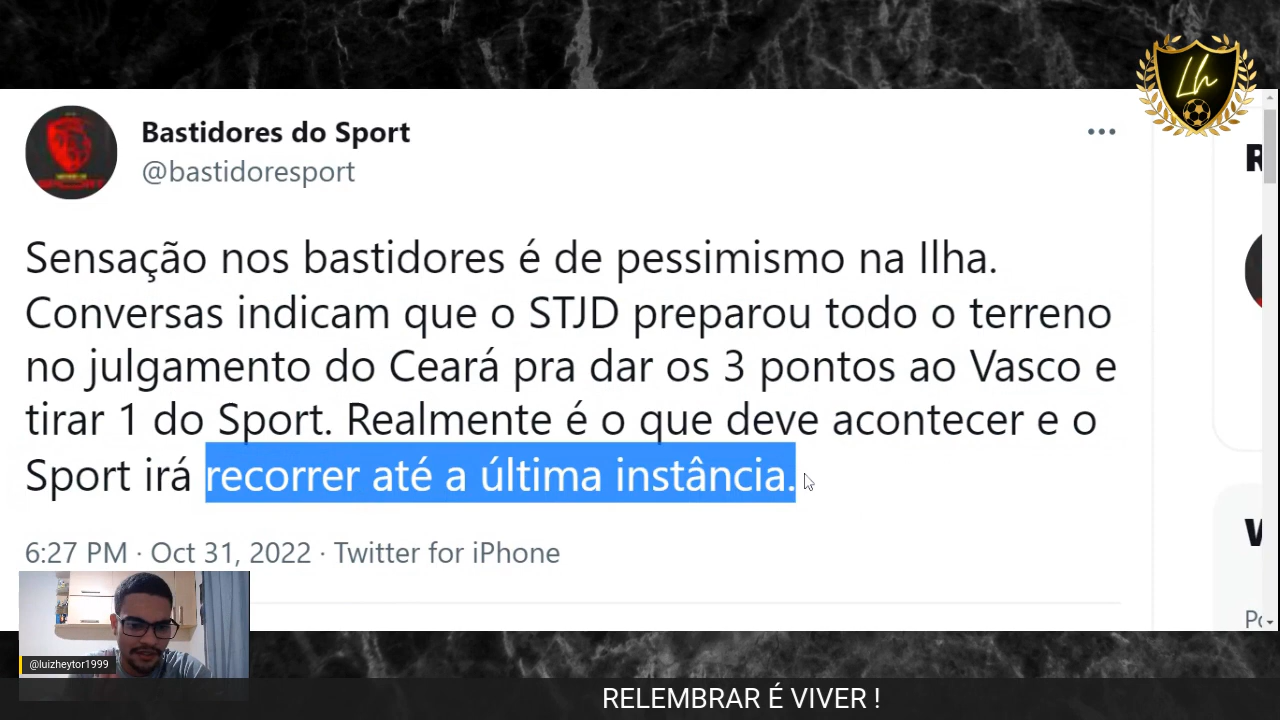 Lh
Bastidores do Sport
@bastidoresport
Sensação nos bastidores é de pessimismo na Ilha.
Conversas indicam que o STJD preparou todo o terreno
no julgamento do Ceará pra dar os 3 pontos ao Vasco e
tirar 1 do Sport. Realmente é o que deve acontecer e o
Sport irá recorrer até a última instância.
6:27 PM · Oct 31, 2022 · Twitter for iPhone
@luizheytor1999
RELEMBRAR É VIVER !